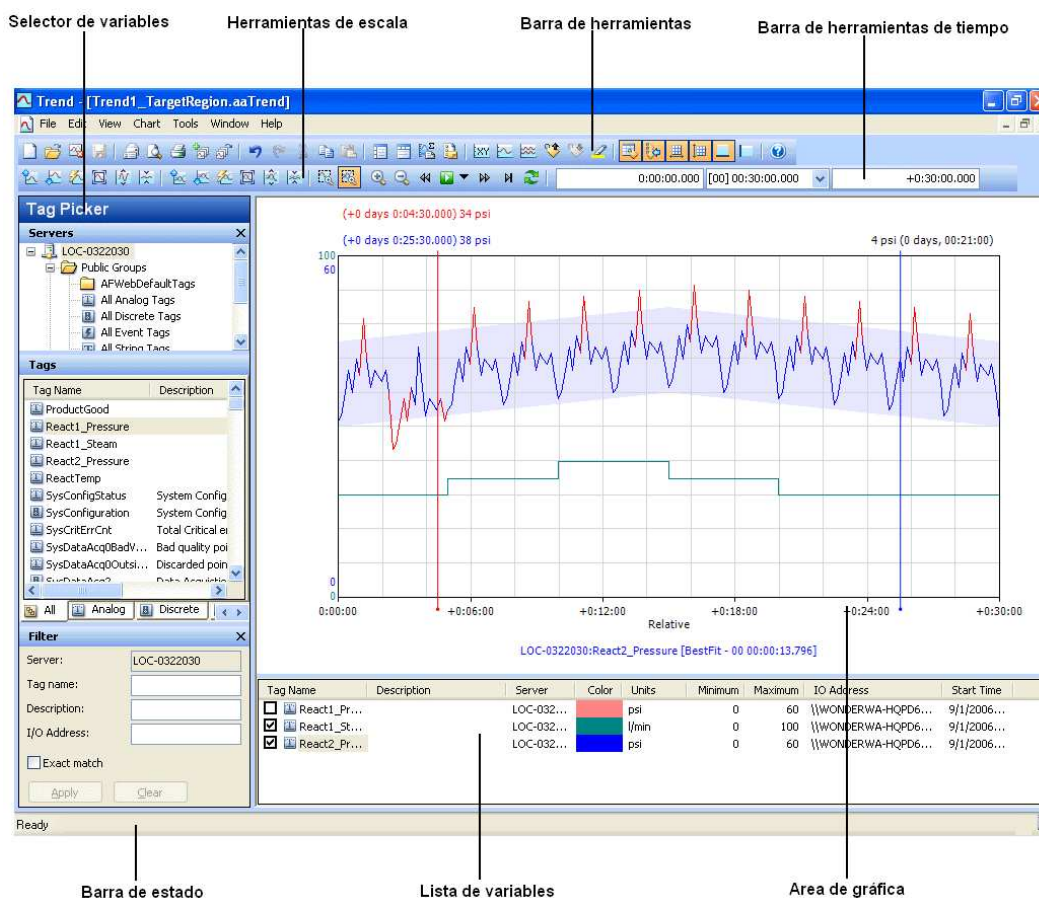 Selector de variables
Herramientas de escala
Barra de herramientas
Barra de herramientas de tiempo
Trend - [Trend1_TargetRegion.aaTrend]
File Edit View Chart Tools Window Help
0:00:00.000 [00] 00:30:00.000 +0:30:00.000
Tag Picker
Servers
LOC-0322030
Public Groups
AFWebDefaultTags
All Analog Tags
All Discrete Tags
All Event Tags
All String Tags
Tags
Tag Name Description
ProductGood
React1_Pressure
React1_Steam
React2_Pressure
ReactTemp
SysConfigStatus System Config
SysConfiguration System Config
SysCritErrCnt Total Critical er
SysDataAcq0BadV... Bad quality poi
SysDataAcq0Outsi... Discarded poin
SysDataAcq2 Data Acquistio
All Analog Discrete
Filter
Server: LOC-0322030
Tag name:
Description:
I/O Address:
Exact match
Apply Clear
(+0 days 0:04:30.000) 34 psi
(+0 days 0:25:30.000) 38 psi
4 psi (0 days, 00:21:00)
100
60
0
0
0:00:00 +0:06:00 +0:12:00 +0:18:00 +0:24:00 +0:30:00
Relative
LOC-0322030:React2_Pressure [BestFit - 00 00:00:13.796]
Tag Name Description Server Color Units Minimum Maximum IO Address Start Time
React1_Pr... LOC-032... psi 0 60 \\WONDERWA-HQPD6... 9/1/2006...
React1_St... LOC-032... l/min 0 100 \\WONDERWA-HQPD6... 9/1/2006...
React2_Pr... LOC-032... psi 0 60 \\WONDERWA-HQPD6... 9/1/2006...
Ready
Barra de estado
Lista de variables
Area de gráfica